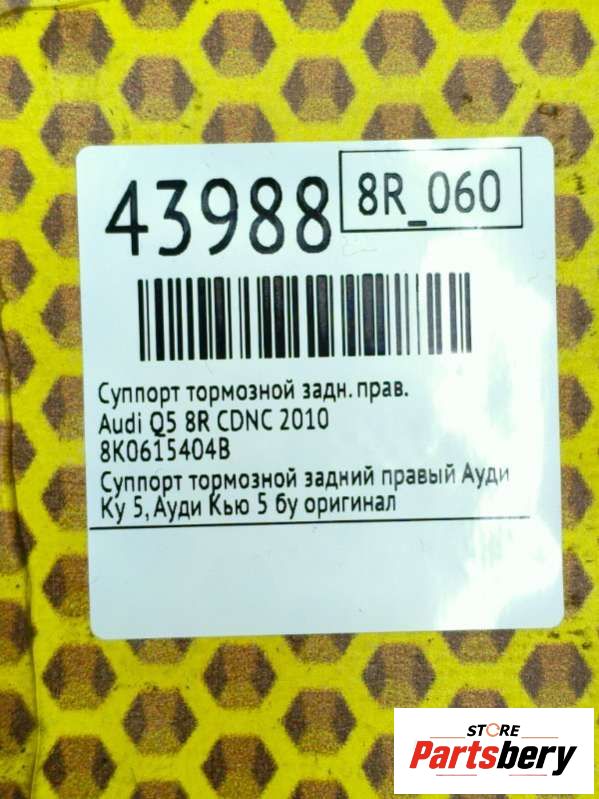 43988
8R_060
Суппорт тормозной задн. прав.
Audi Q5 8R CDNC 2010
8K0615404B
Суппорт тормозной задний правый Ауди
Ку 5, Ауди Кью 5 бу оригинал
STORE
Partsbery